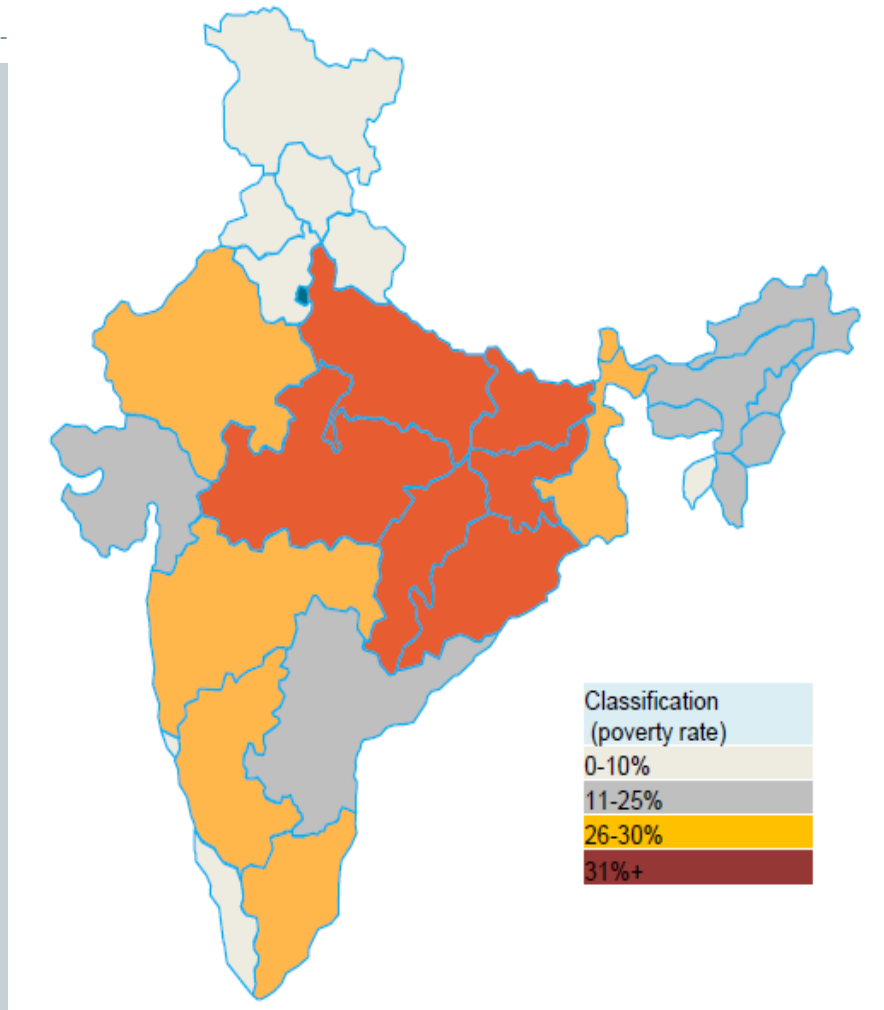 Classification
(poverty rate)
0-10%
11-25%
26-30%
31%+